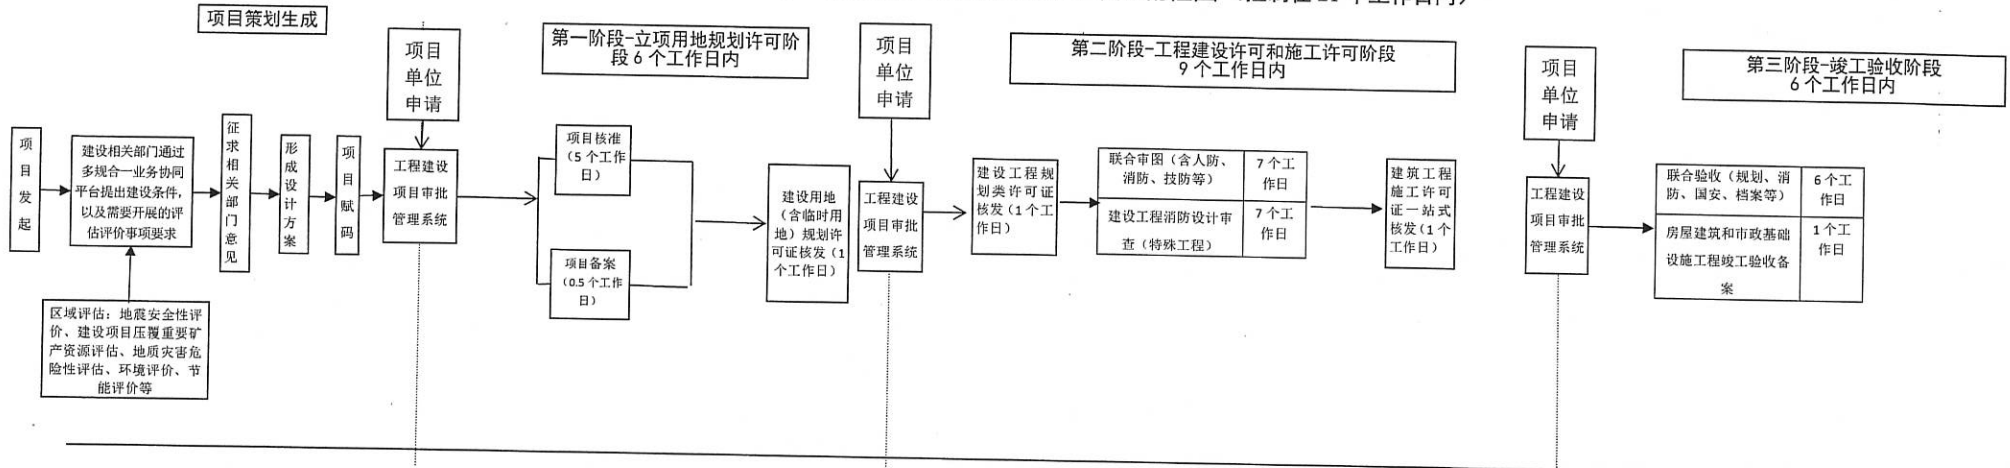 项目策划生成
项目
单位
申请
第一阶段-立项用地规划许可阶
段6个工作日内
项目
单位
申请
第二阶段-工程建设许可和施工许可阶段
9个工作日内
项目
单位
申请
第三阶段-竣工验收阶段
6个工作日内
项
目
发
起
建设相关部门通过
多规合一业务协同
平台提出建设条件,
以及需要开展的评
估评价事项要求
征
求
相
关
部
门
意
见
形
成
设
计
方
案
项
目
赋
码
工程建设
项目审批
管理系统
项目核准
(5个工作
日)
项目备案
(0.5个工作
日)
建设用地
(含临时用
地)规划许
可证核发(1
个工作日)
工程建设
项目审批
管理系统
建设工程规
划类许可证
核发(1个工
作日)
联合审图(含人防、
消防、技防等)
7个工
作日
建设工程消防设计审
查(特殊工程)
7个工
作日
建筑工程
施工许可
证一站式
核发(1个
工作日)
工程建设
项目审批
管理系统
联合验收(规划、消
防、国安、档案等)
6个工
作日
房屋建筑和市政基础
设施工程竣工验收备
案
1个工
作日
区域评估:地震安全性评
价、建设项目压覆重要矿
产资源评估、地质灾害危
险性评估、环境评价、节
能评价等